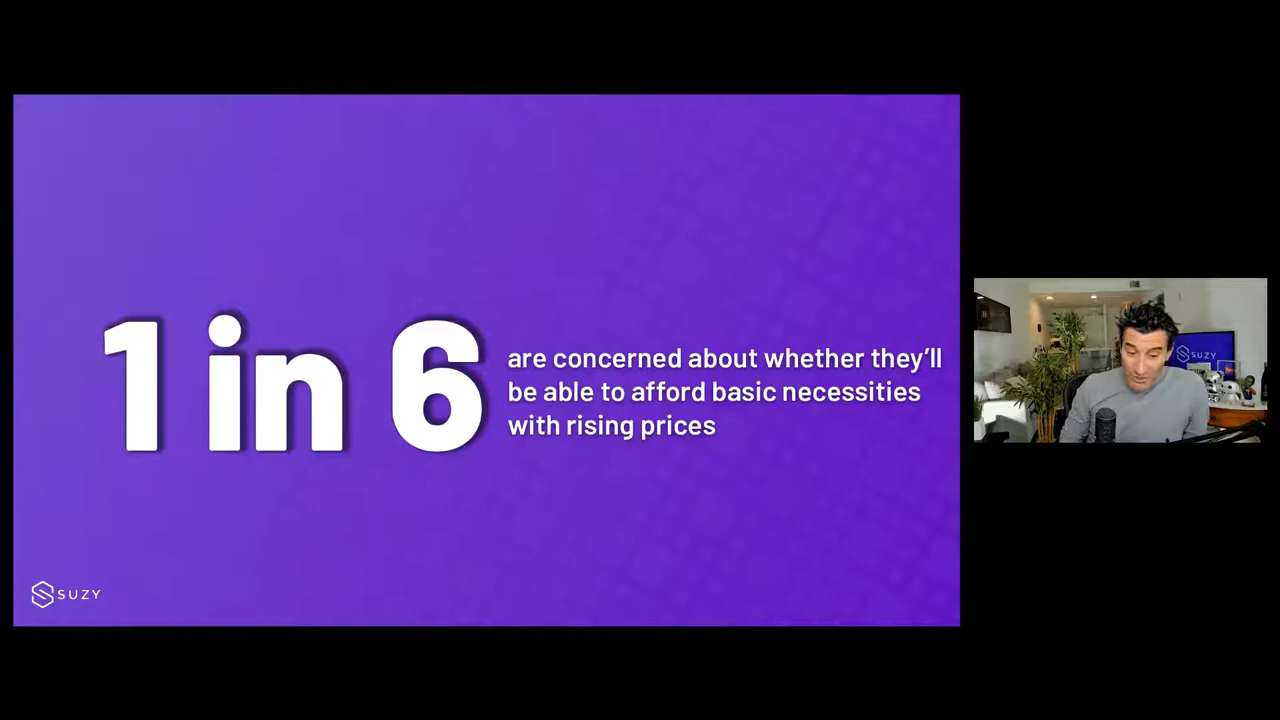 1 in 6
are concerned about whether they'll
be able to afford basic necessities
with rising prices
SUZY
SUZY